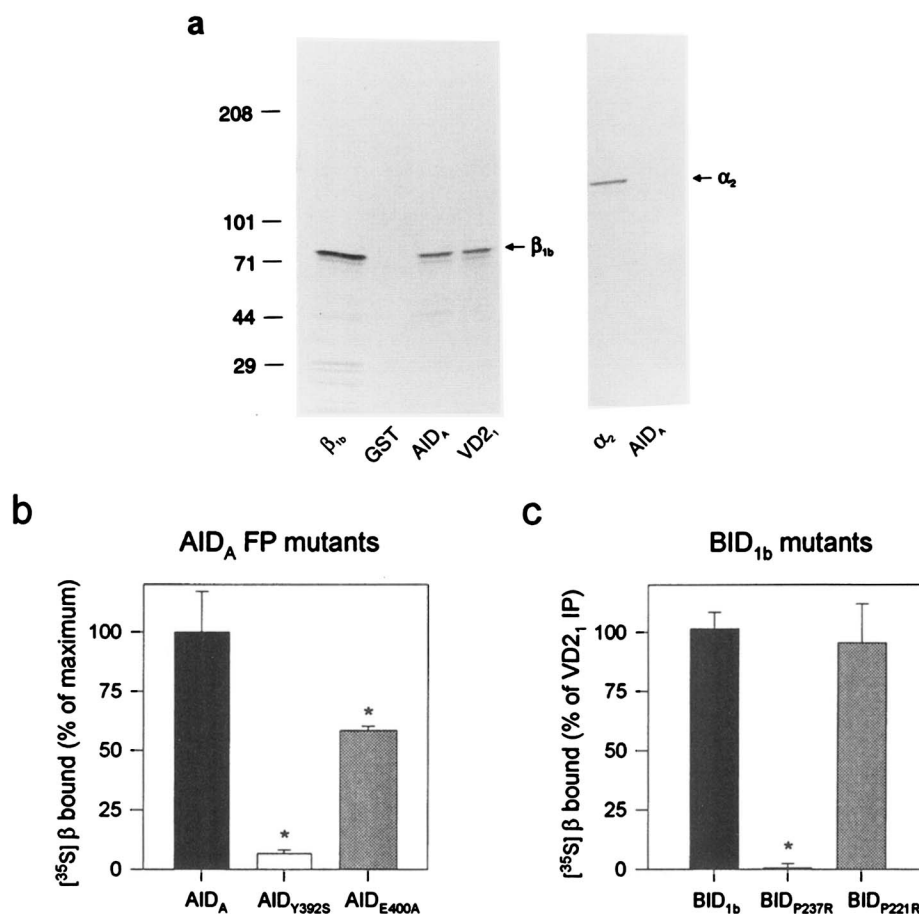 a
208
101
71
44
29
β1b
α2
β1b
GST
AIDA
VD21
α2
AIDA
b
AIDA FP mutants
[35S] β bound (% of maximum)
100
75
50
25
0
*
*
AIDA
AIDY392S
AIDE400A
c
BID1b mutants
[35S] β bound (% of VD21 IP)
100
75
50
25
0
*
BID1b
BIDP237R
BIDP221R